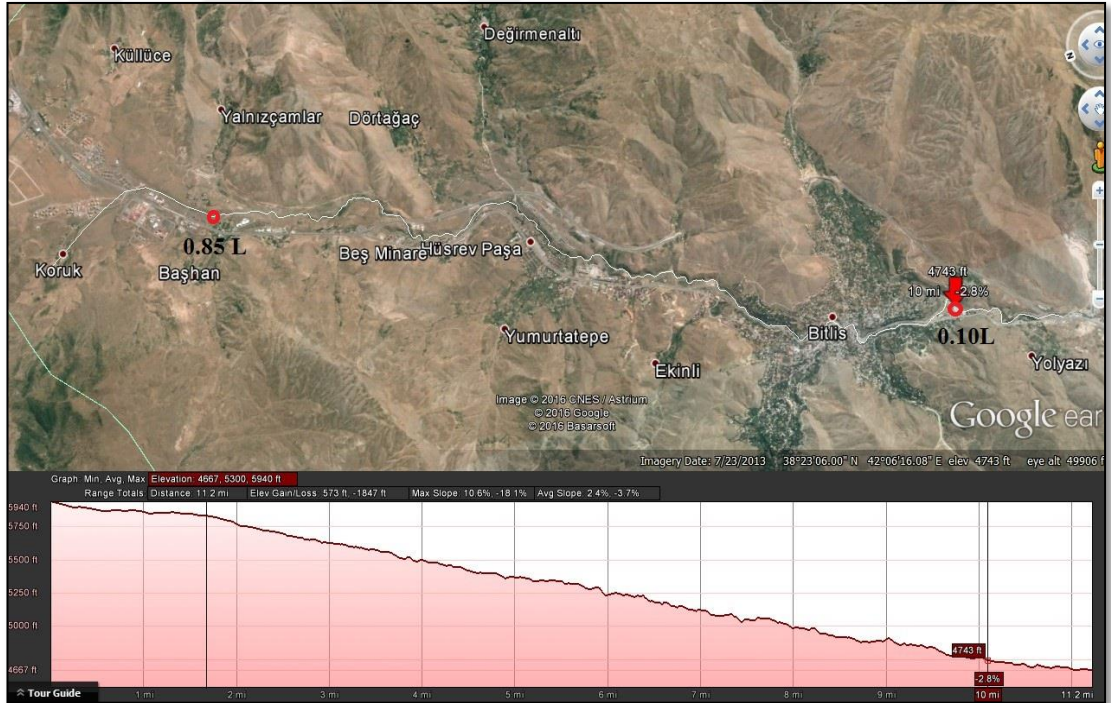 Değirmenaltı
Küllüce
Yalnızçamlar
Dörtağaç
N
0.85 L
Koruk
Başhan
Beş Minare
Hüsrev Paşa
4743 ft
10 mi -2.8%
Bitlis
0.10L
Yumurtatepe
Ekinli
Yolyazı
Image © 2016 CNES / Astrium
© 2016 Google
© 2016 Basarsoft
Google ear
Imagery Date: 7/23/2013 38°23'06.00" N 42°06'16.08" E elev 4743 ft eye alt 49906 f
Graph: Min, Avg, Max Elevation: 4667, 5300, 5940 ft
Range Totals: Distance: 11.2 mi Elev Gain/Loss: 573 ft, -1847 ft Max Slope: 10.6%, -18.1% Avg Slope: 2.4%, -3.7%
5940 ft
5750 ft
5500 ft
5250 ft
5000 ft
4743 ft
4667 ft
-2.8%
Tour Guide
1 mi 2 mi 3 mi 4 mi 5 mi 6 mi 7 mi 8 mi 9 mi 10 mi 11.2 mi